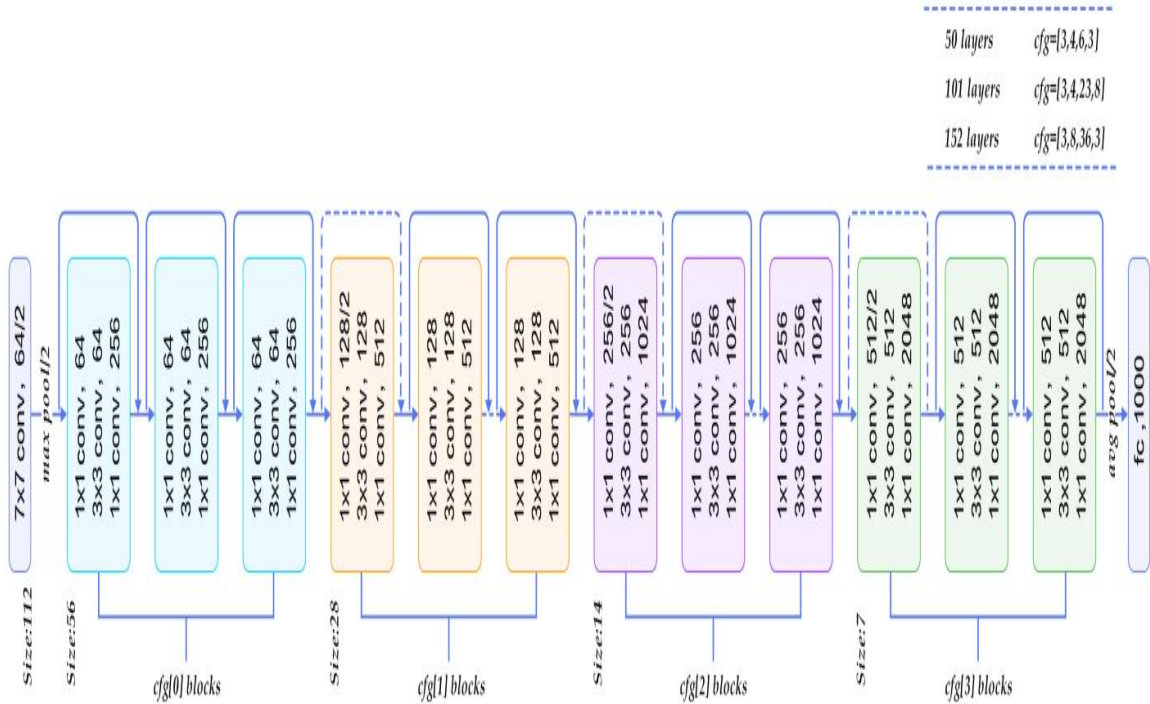 50 layers cfg=[3,4,6,3]
101 layers cfg=[3,4,23,8]
152 layers cfg=[3,8,36,3]
7x7 conv, 64/2
max pool/2
1x1 conv, 64
3x3 conv, 64
1x1 conv, 256
1x1 conv, 64
3x3 conv, 64
1x1 conv, 256
1x1 conv, 64
3x3 conv, 64
1x1 conv, 256
1x1 conv, 128/2
3x3 conv, 128
1x1 conv, 512
1x1 conv, 128
3x3 conv, 128
1x1 conv, 512
1x1 conv, 128
3x3 conv, 128
1x1 conv, 512
1x1 conv, 256/2
3x3 conv, 256
1x1 conv, 1024
1x1 conv, 256
3x3 conv, 256
1x1 conv, 1024
1x1 conv, 256
3x3 conv, 256
1x1 conv, 1024
1x1 conv, 512/2
3x3 conv, 512
1x1 conv, 2048
1x1 conv, 512
3x3 conv, 512
1x1 conv, 2048
1x1 conv, 512
3x3 conv, 512
1x1 conv, 2048
avg pool/2
fc ,1000
Size:112
Size:56
Size:28
Size:14
Size:7
cfg[0] blocks
cfg[1] blocks
cfg[2] blocks
cfg[3] blocks